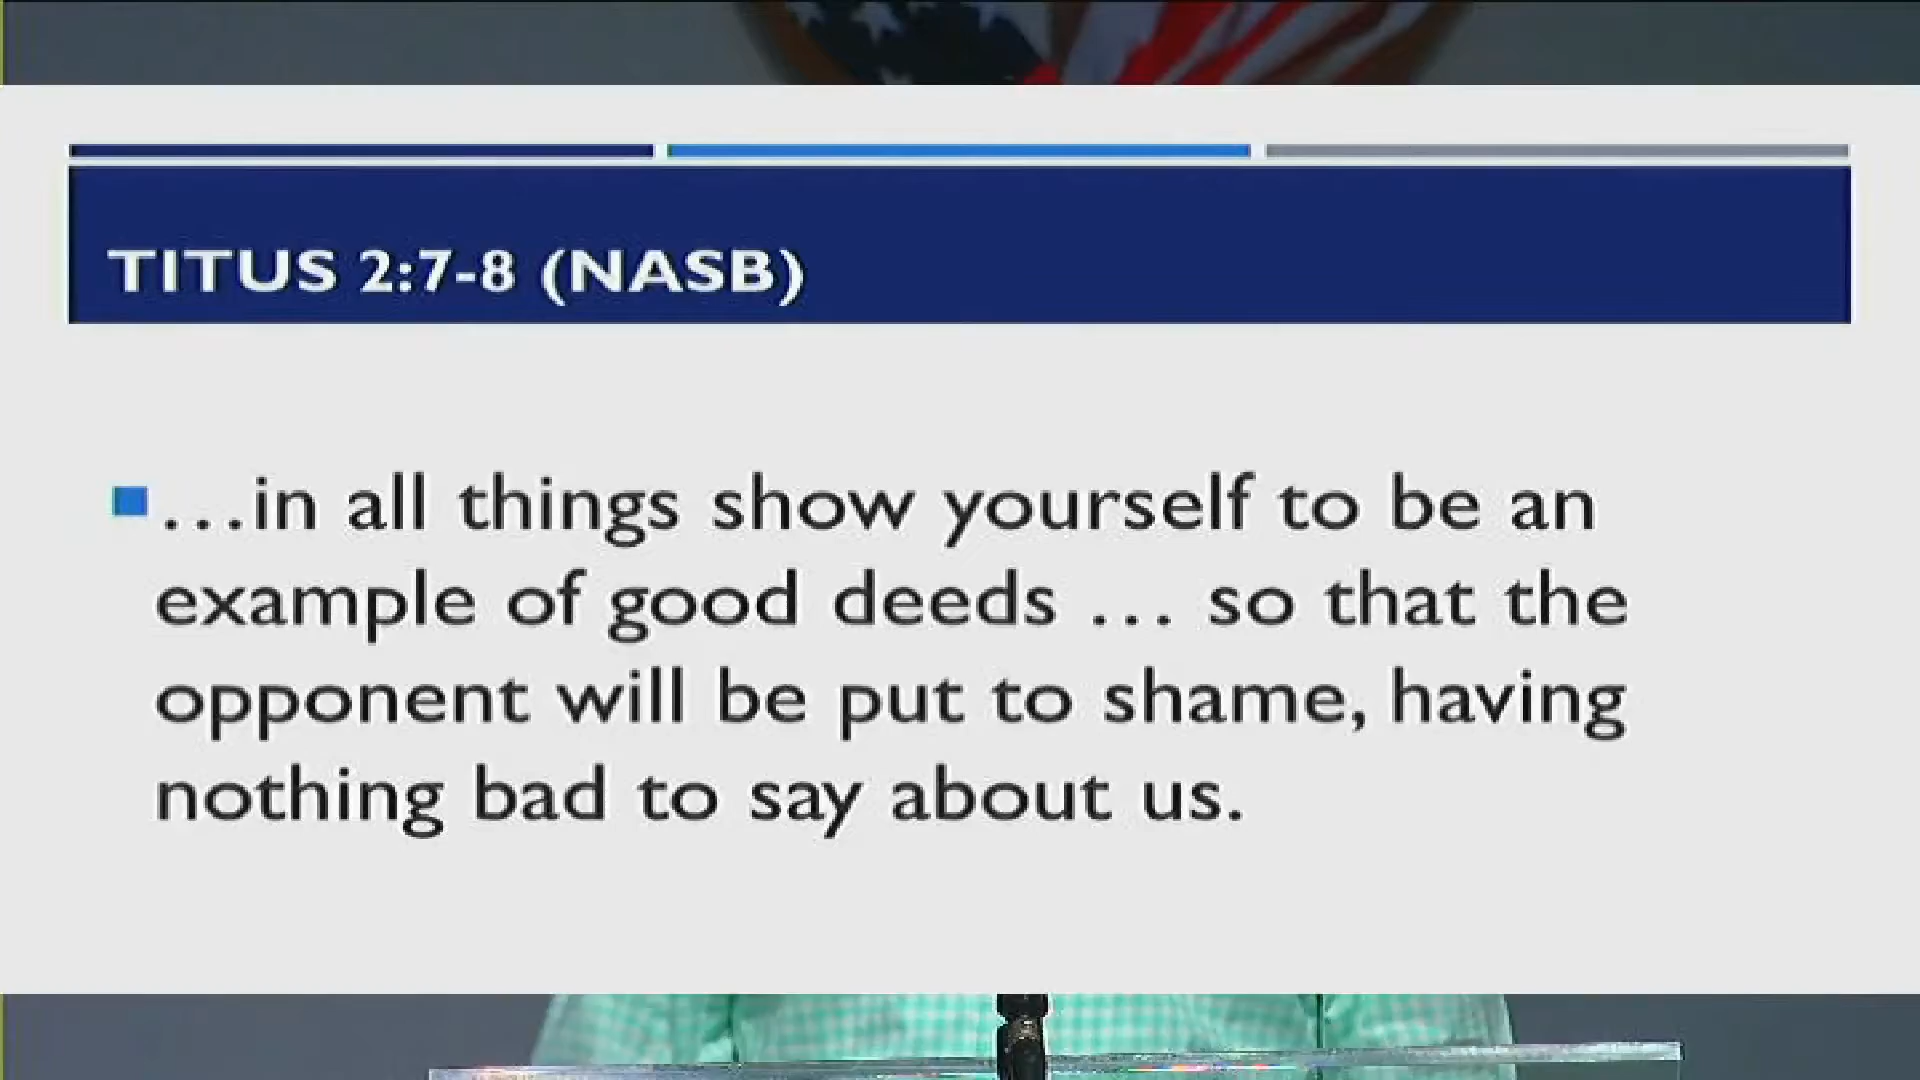 TITUS 2:7-8 (NASB)
…in all things show yourself to be an
example of good deeds … so that the
opponent will be put to shame, having
nothing bad to say about us.